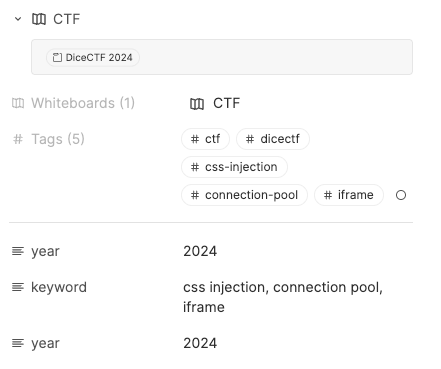 CTF
DiceCTF 2024
Whiteboards (1) CTF
Tags (5) # ctf # dicectf
# css-injection
# connection-pool # iframe
year 2024
keyword css injection, connection pool,
iframe
year 2024